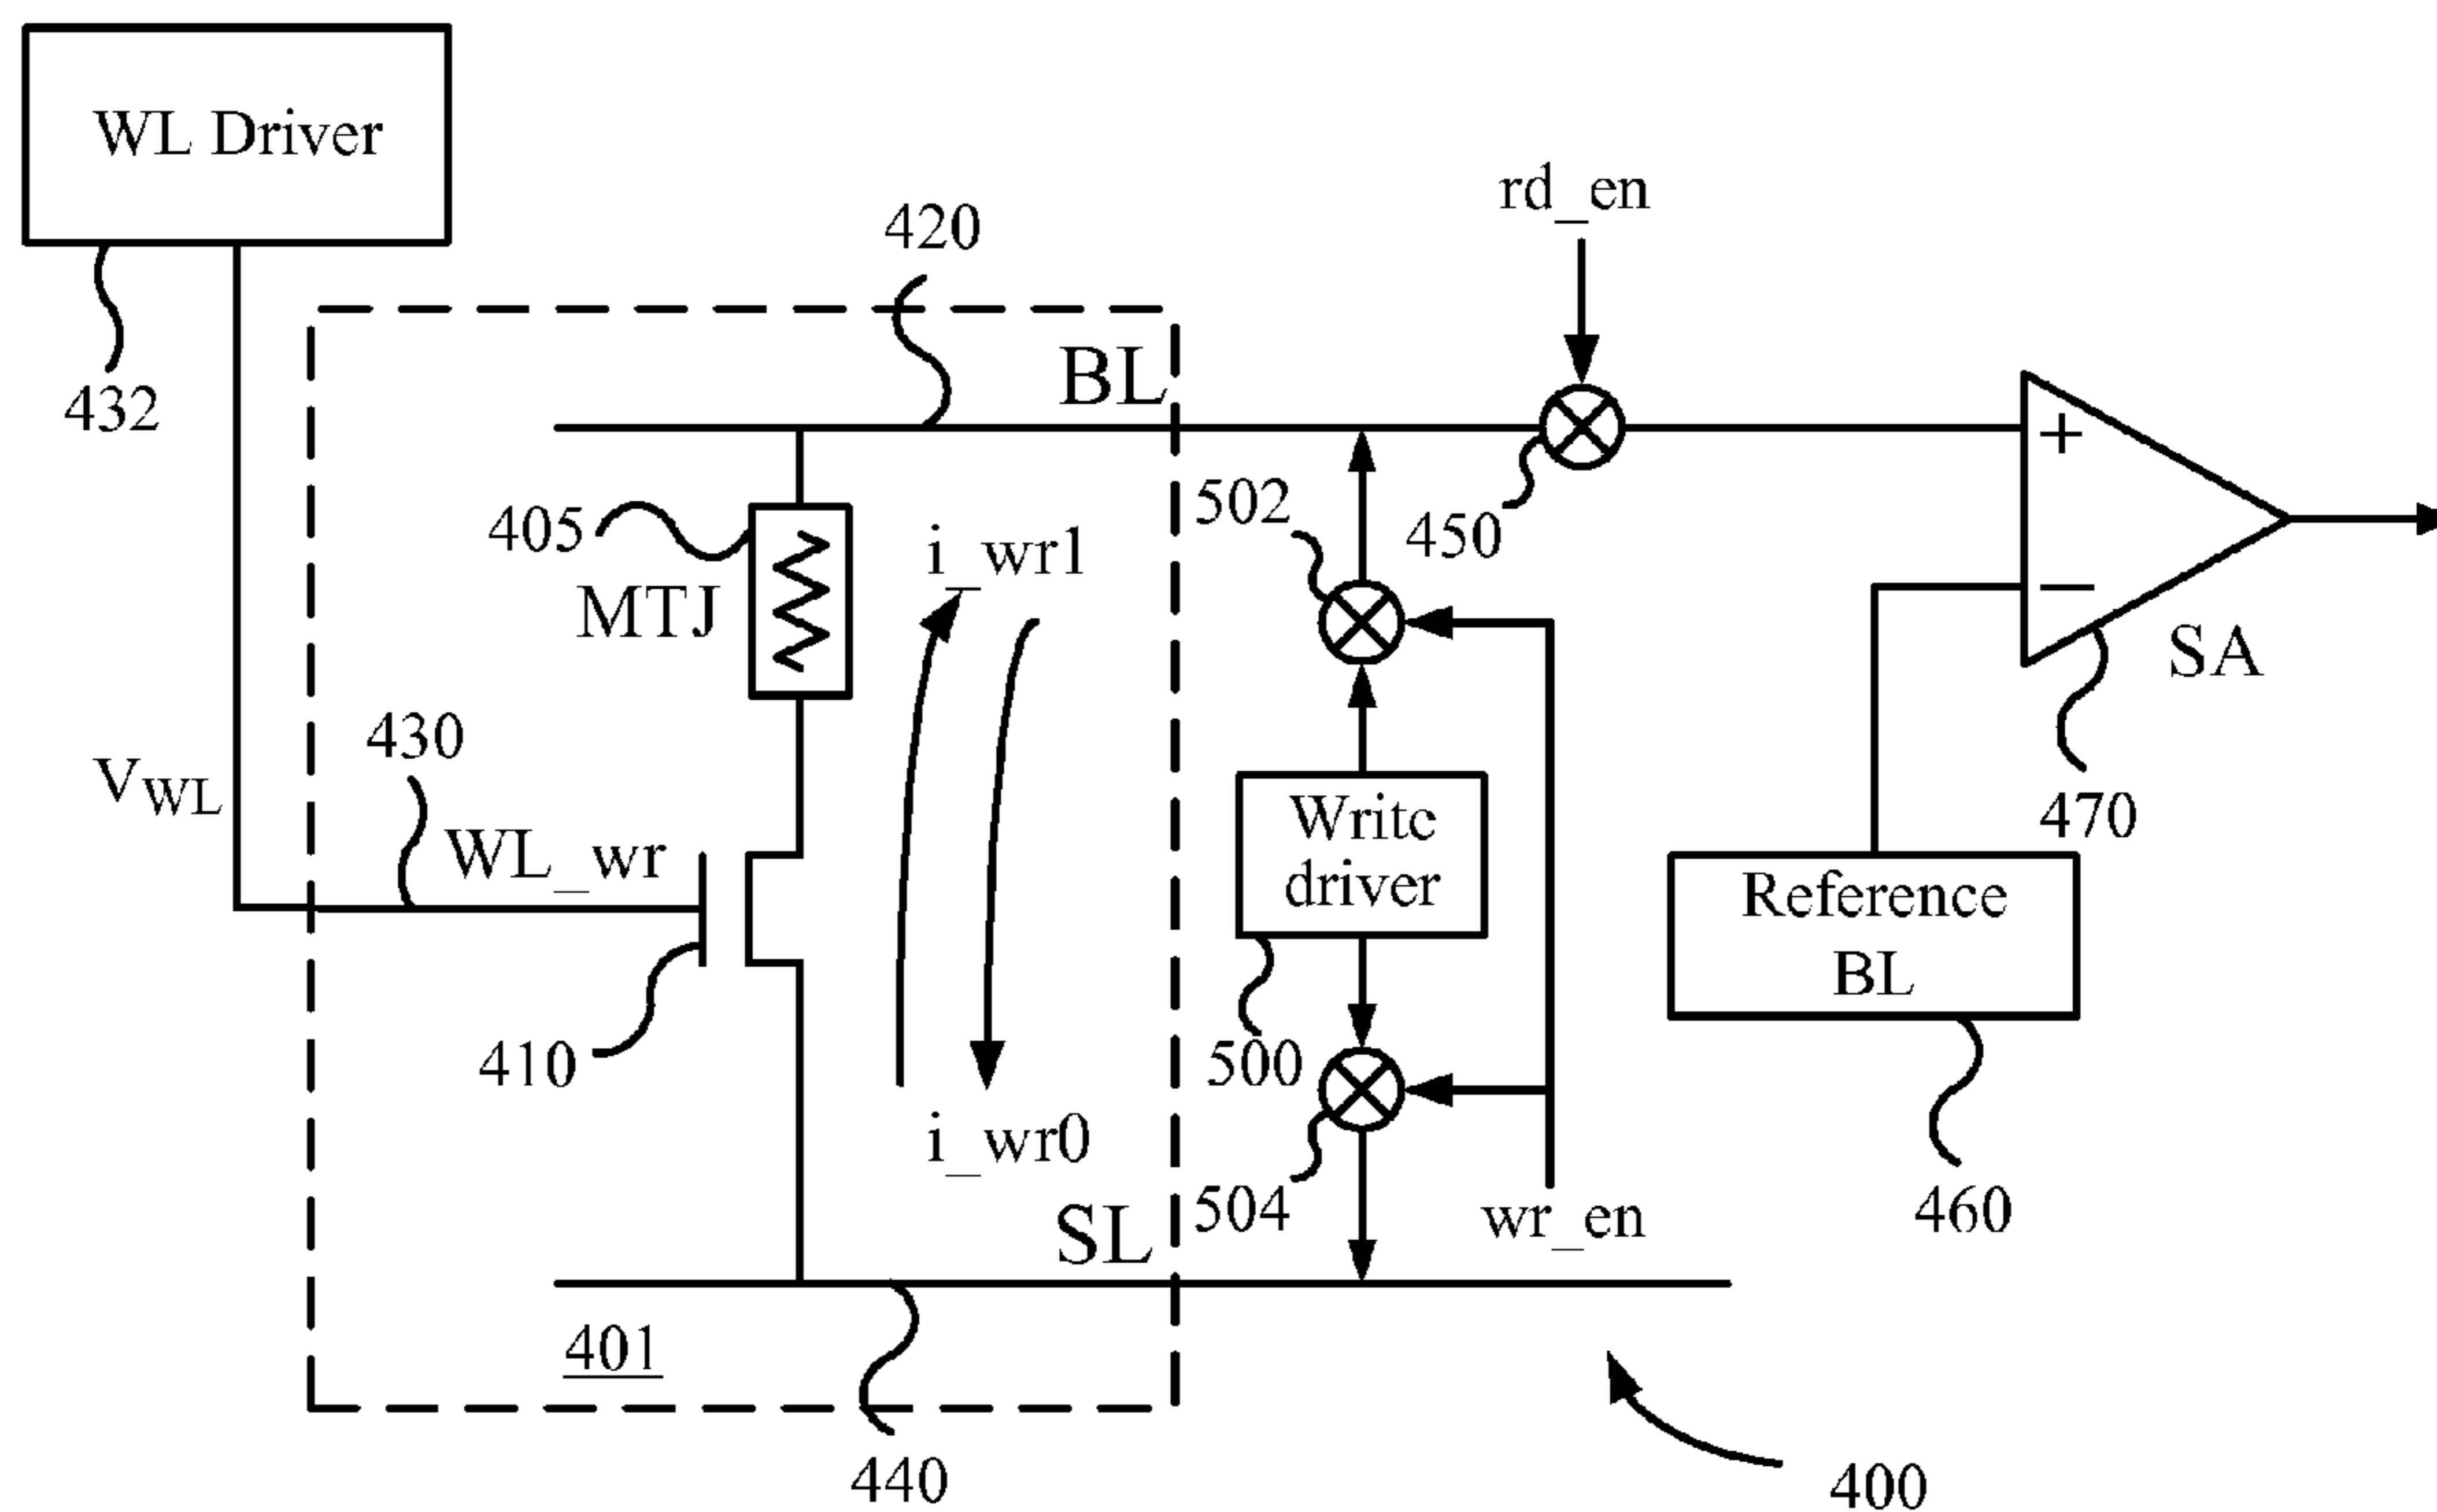 WL Driver
rd_en
420
432
BL
+
502
450
405
i_wr1
MTJ
SA
430
VWL
470
WL_wr
Write
driver
Reference
BL
410
500
i_wr0
504
wr_en
460
SL
401
440
400